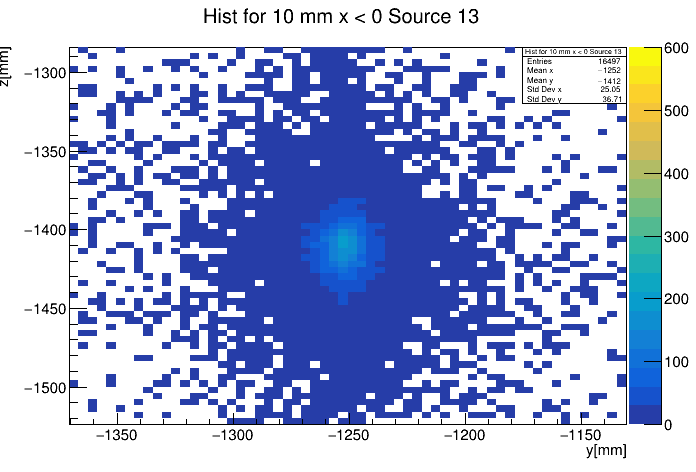 Hist for 10 mm x < 0 Source 13
z[mm]
Hist for 10 mm x < 0 Source 13
Entries 16497
Mean x −1252
Mean y −1412
Std Dev x 25.05
Std Dev y 36.71
−1300
−1350
−1400
−1450
−1500
−1350 −1300 −1250 −1200 −1150
y[mm]
600
500
400
300
200
100
0